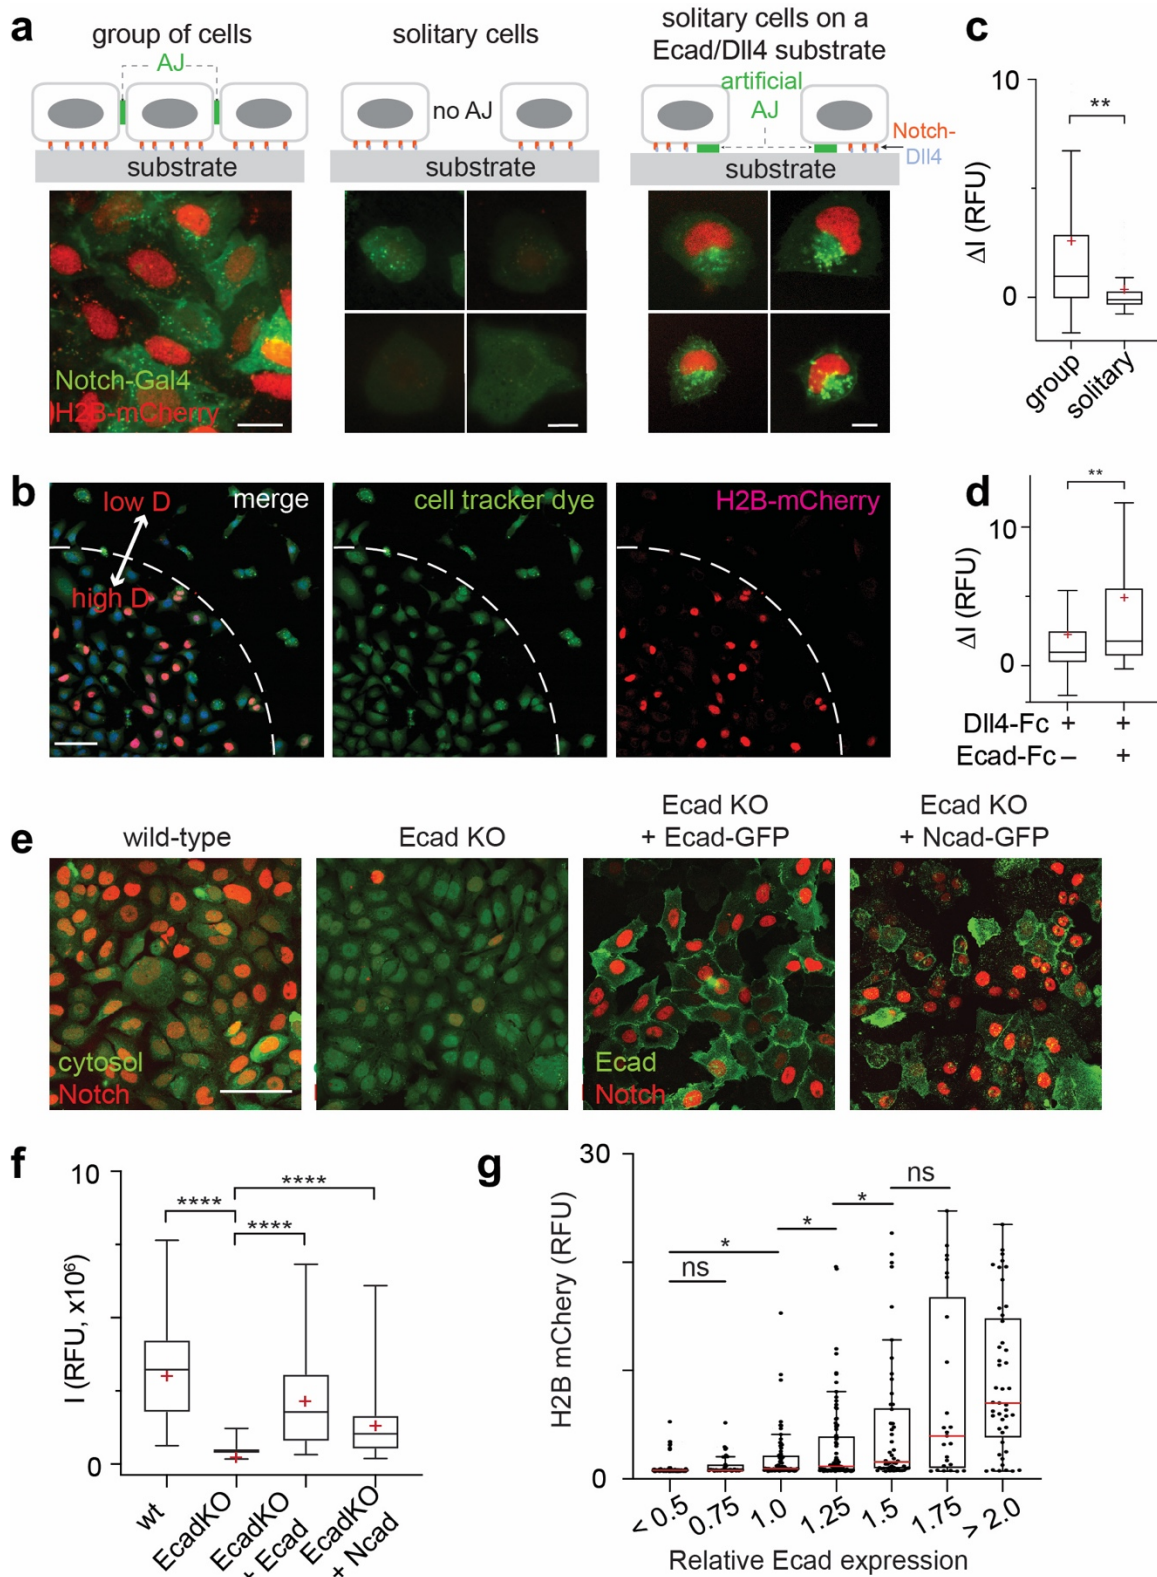 a
group of cells
AJ
substrate
Notch-Gal4
H2B-mCherry
solitary cells
no AJ
substrate
solitary cells on a
Ecad/Dll4 substrate
artificial
AJ
Notch-
Dll4
substrate
c
10
**
ΔI (RFU)
0
group
solitary
b
low D
high D
merge
cell tracker dye
H2B-mCherry
d
**
10
ΔI (RFU)
0
Dll4-Fc + +
Ecad-Fc – +
e
wild-type
cytosol
Notch
Ecad KO
Ecad KO
+ Ecad-GFP
Ecad
Notch
Ecad KO
+ Ncad-GFP
f
10
****
****
****
I (RFU, x10⁶)
0
wt
EcadKO
EcadKO
+ Ecad
EcadKO
+ Ncad
g
30
ns
*
*
*
ns
H2B mChery (RFU)
0
< 0.5
0.75
1.0
1.25
1.5
1.75
> 2.0
Relative Ecad expression